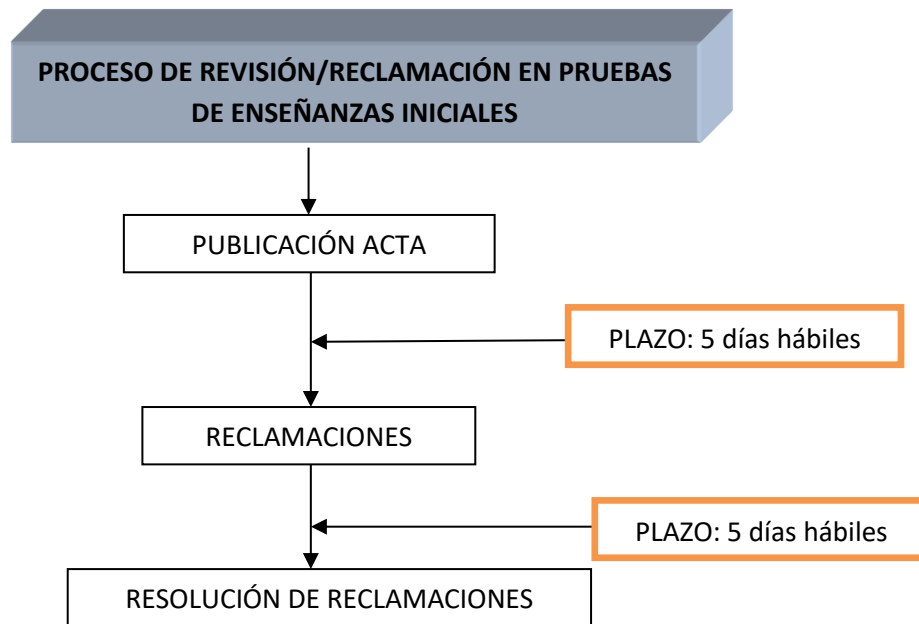 PROCESO DE REVISIÓN/RECLAMACIÓN EN PRUEBAS
DE ENSEÑANZAS INICIALES
PUBLICACIÓN ACTA
PLAZO: 5 días hábiles
RECLAMACIONES
PLAZO: 5 días hábiles
RESOLUCIÓN DE RECLAMACIONES